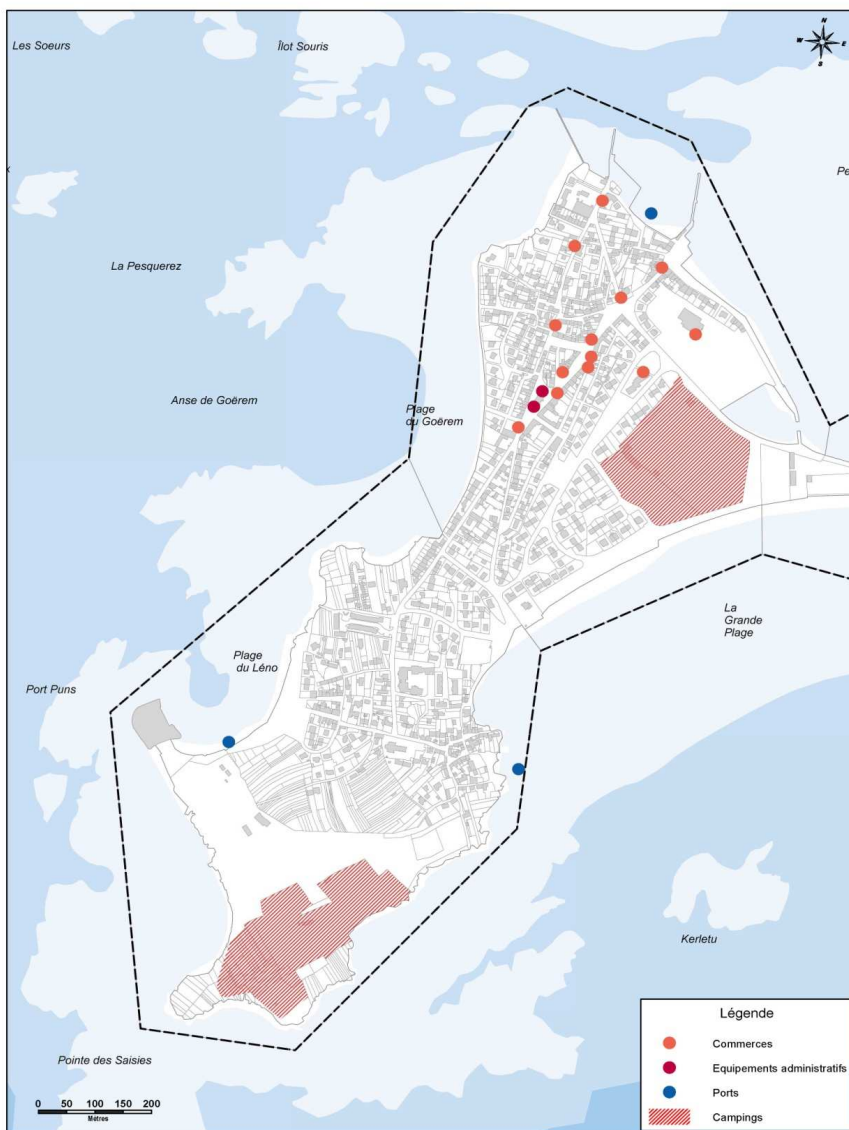 Les Soeurs
Îlot Souris
N
W
E
S
Pe
La Pesquerez
Anse de Goërem
Plage
du Goërem
La
Grande
Plage
Plage
du Léno
Port Puns
Kerletu
Pointe des Saisies
0 50 100 150 200
Mètres
Légende
Commerces
Equipements administratifs
Ports
Campings